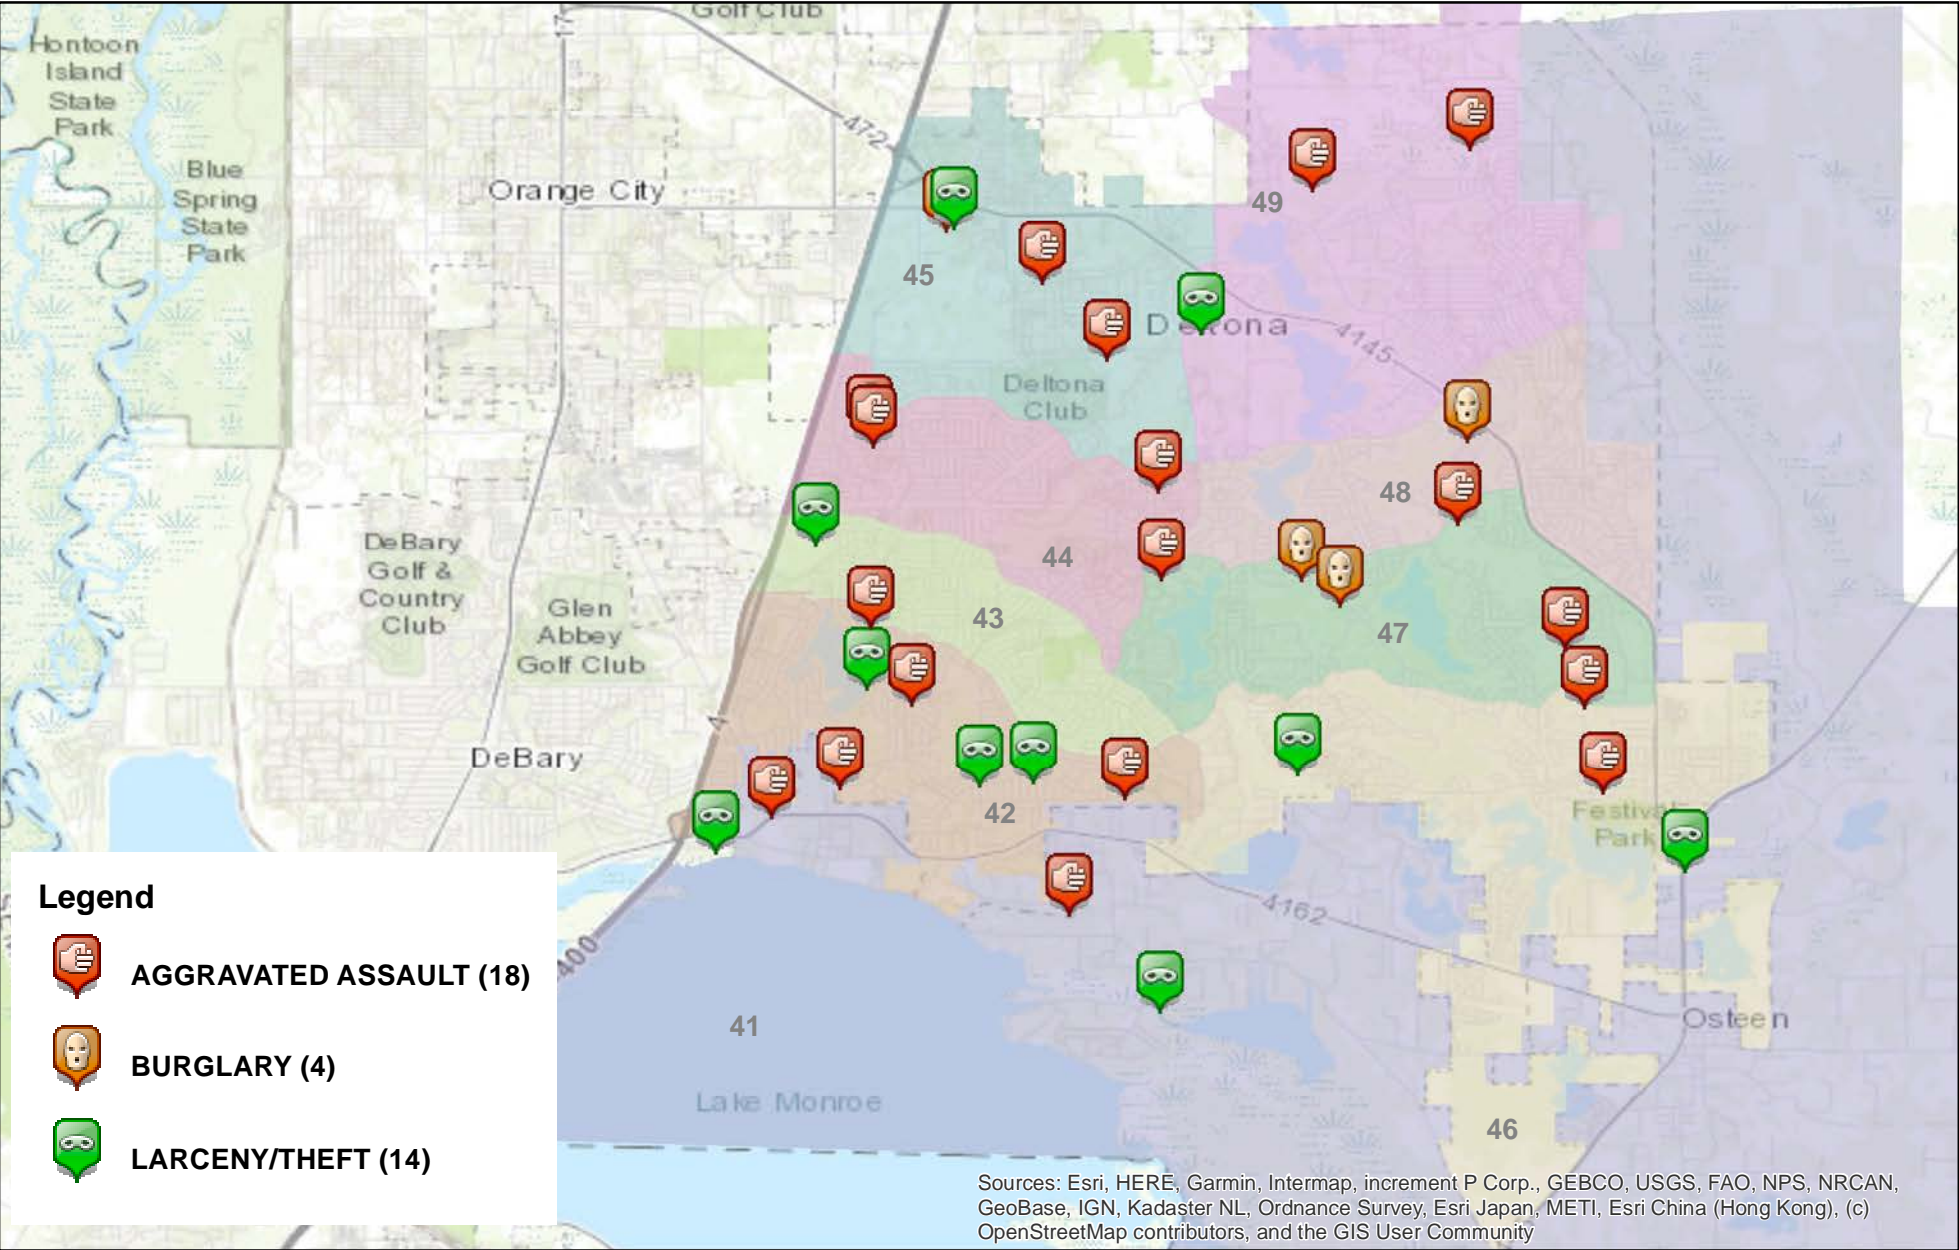 Golf Club
Hontoon
Island
State
Park
17
472
Blue
Spring
State
Park
Orange City
49
45
Deltona
4145
Deltona
Club
48
44
DeBary
Golf &
Country
Club
Glen
Abbey
Golf Club
43
47
4
DeBary
42
Festival
Park
4162
400
41
Osteen
Lake Monroe
46
Legend
AGGRAVATED ASSAULT (18)
BURGLARY (4)
LARCENY/THEFT (14)
Sources: Esri, HERE, Garmin, Intermap, increment P Corp., GEBCO, USGS, FAO, NPS, NRCAN,
GeoBase, IGN, Kadaster NL, Ordnance Survey, Esri Japan, METI, Esri China (Hong Kong), (c)
OpenStreetMap contributors, and the GIS User Community